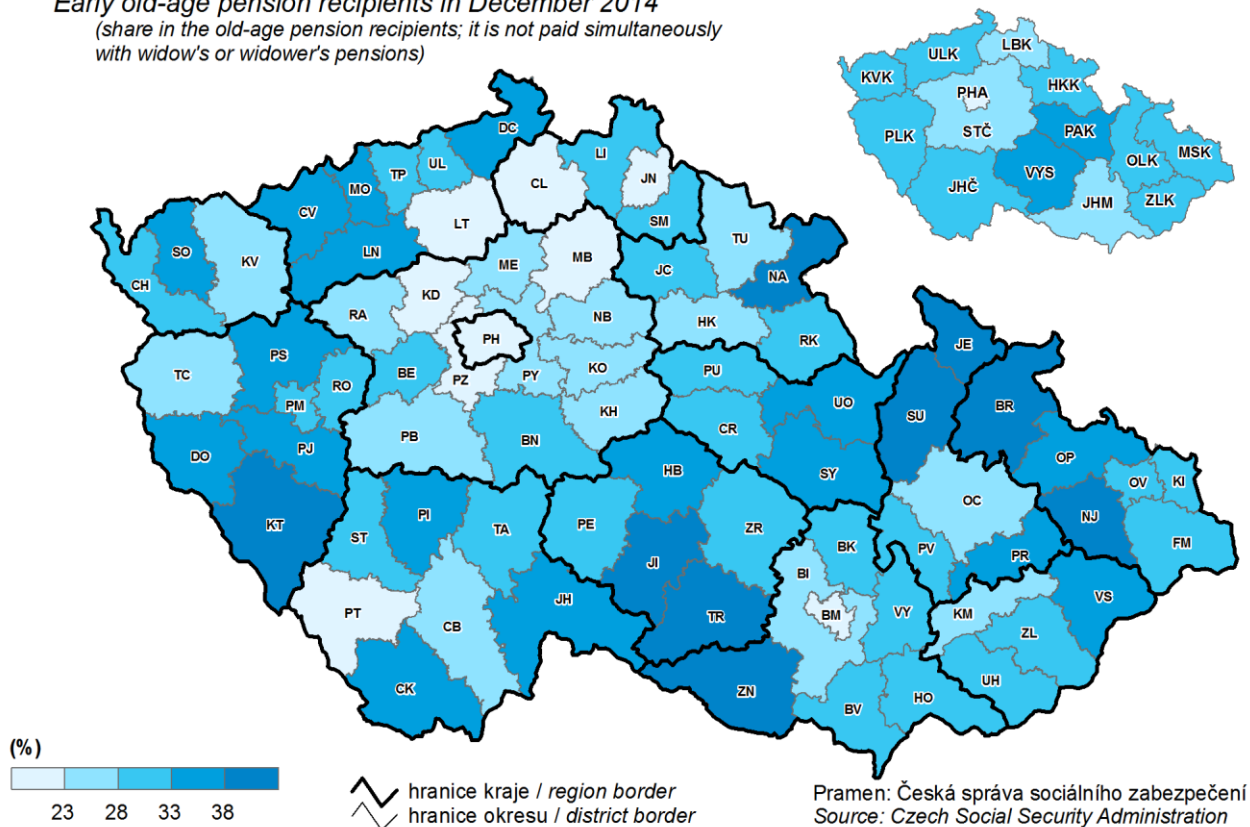 Early old-age pension recipients in December 2014
(share in the old-age pension recipients; it is not paid simultaneously
with widow's or widower's pensions)
ULK
LBK
KVK
HKK
PHA
STČ
PLK
PAK
OLK
MSK
VYS
JHČ
JHM
ZLK
DC
LI
UL
TP
MO
CL
JN
CV
LT
SM
TU
SO
KV
LN
ME
MB
JC
NA
CH
KD
RA
NB
HK
RK
PH
JE
PS
TC
RO
BE
PZ
PY
KO
PU
PM
UO
BR
SU
KH
CR
PB
BN
PJ
DO
HB
SY
OP
OV
KI
OC
NJ
KT
PI
ST
TA
PE
ZR
BK
PV
PR
FM
JI
BI
JH
TR
BM
VY
KM
VS
PT
CB
ZL
CK
ZN
UH
BV
HO
(%)
23 28 33 38
hranice kraje / region border
hranice okresu / district border
Pramen: Česká správa sociálního zabezpečení
Source: Czech Social Security Administration